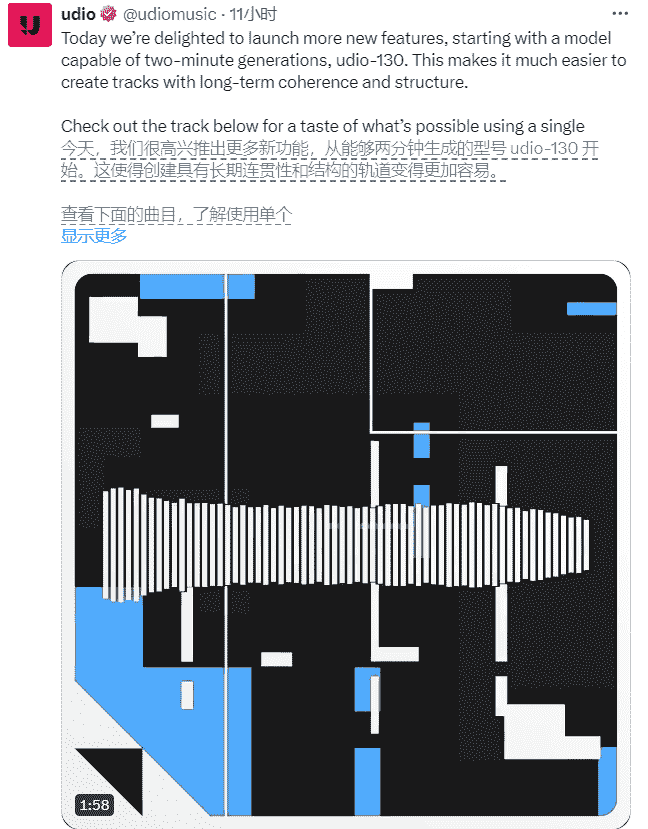 udio @udiomusic · 11小时
Today we're delighted to launch more new features, starting with a model
capable of two-minute generations, udio-130. This makes it much easier to
create tracks with long-term coherence and structure.
Check out the track below for a taste of what's possible using a single
今天，我们很高兴推出更多新功能，从能够两分钟生成的型号 udio-130 开
始。这使得创建具有长期连贯性和结构的轨道变得更加容易。
查看下面的曲目，了解使用单个
显示更多
1:58